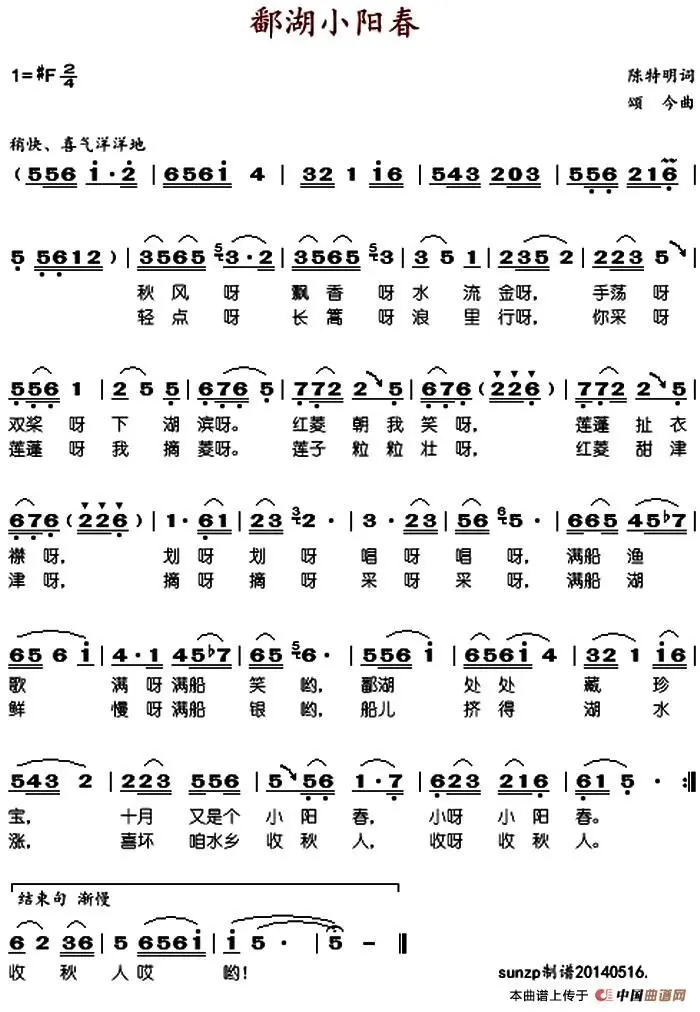 鄱湖小阳春
1=#F 2/4
陈特明词
颂 今曲
稍快、喜气洋洋地
(556 i·2 | 6561 4 | 32 1 i6 | 543 203 | 556 216 |
5 5612) | 3565 5 3·2 | 3565 5 3 | 3 5 1 | 235 2 | 223 5 |
秋 风 呀 飘 香 呀 水 流 金呀, 手荡 呀
轻 点 呀 长 篙 呀 浪 里 行呀, 你采 呀
556 1 | 2 5 5 | 676 5 | 772 2 5 | 676 (226) | 772 2 5 |
双桨 呀 下 湖 滨呀。 红菱 朝 我 笑 呀, 莲蓬 扯 衣
莲蓬 呀 我 摘 菱呀。 莲子 粒 粒 壮 呀, 红菱 甜 津
676 (226) | 1· 61 | 23 3 2· | 3· 23 | 56 6 5· | 665 45b7 |
襟 呀, 划 呀 划 呀 唱 呀 唱 呀, 满船 渔
津 呀, 摘 呀 摘 呀 采 呀 采 呀, 满船 湖
65 6 i | 4·1 45b7 | 65 5 6· | 556 i | 656i 4 | 32 1 i6 |
歌 满 呀 满船 笑 哟, 鄱湖 处 处 藏 珍
鲜 慢 呀 满船 银 哟, 船儿 挤 得 湖 水
543 2 | 223 556 | 5 56 | 1·7 | 623 216 | 61 5· :||
宝, 十月 又是个 小 阳 春, 小呀 小 阳 春。
涨, 喜坏 咱水乡 收 秋 人, 收呀 收 秋 人。
结束句 渐慢
6 2 36 | 5 656i | i 5· | 5 – ||
收 秋 人 哎 哟!
sunzp制谱20140516.
本曲谱上传于 中国曲谱网